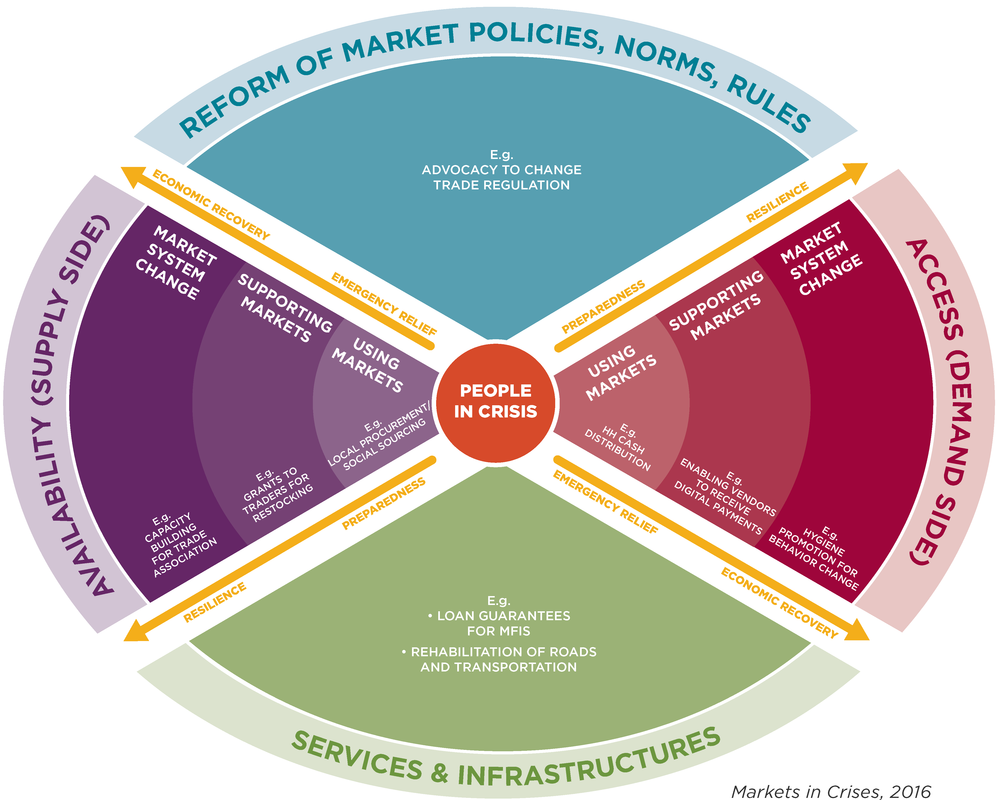 REFORM OF MARKET POLICIES, NORMS, RULES
E.g.
ADVOCACY TO CHANGE
TRADE REGULATION
ECONOMIC RECOVERY
EMERGENCY RELIEF
RESILIENCE
PREPAREDNESS
AVAILABILITY (SUPPLY SIDE)
MARKET
SYSTEM
CHANGE
SUPPORTING
MARKETS
USING
MARKETS
E.g.
LOCAL PROCUREMENT/
SOCIAL SOURCING
E.g.
GRANTS TO
TRADERS FOR
RESTOCKING
E.g.
CAPACITY
BUILDING
FOR TRADE
ASSOCIATION
PEOPLE
IN CRISIS
USING
MARKETS
SUPPORTING
MARKETS
MARKET
SYSTEM
CHANGE
E.g.
HH CASH
DISTRIBUTION
E.g.
ENABLING VENDORS
TO RECEIVE
DIGITAL PAYMENTS
E.g.
HYGIENE
PROMOTION FOR
BEHAVIOR CHANGE
ACCESS (DEMAND SIDE)
PREPAREDNESS
RESILIENCE
EMERGENCY RELIEF
ECONOMIC RECOVERY
E.g.
• LOAN GUARANTEES
FOR MFIS
• REHABILITATION OF ROADS
AND TRANSPORTATION
SERVICES & INFRASTRUCTURES
Markets in Crises, 2016